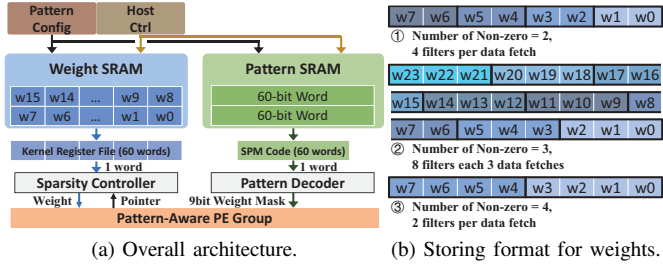 Pattern Config
Host Ctrl
Weight SRAM
w15 w14 ... w9 w8
w7 w6 ... w1 w0
Kernel Register File (60 words)
1 word
Sparsity Controller
Weight
Pointer
Pattern SRAM
60-bit Word
60-bit Word
SPM Code (60 words)
1 word
Pattern Decoder
9bit Weight Mask
Pattern-Aware PE Group
(a) Overall architecture.
w7 w6 w5 w4 w3 w2 w1 w0
① Number of Non-zero = 2,
4 filters per data fetch
w23 w22 w21 w20 w19 w18 w17 w16
w15 w14 w13 w12 w11 w10 w9 w8
w7 w6 w5 w4 w3 w2 w1 w0
② Number of Non-zero = 3,
8 filters each 3 data fetches
w7 w6 w5 w4 w3 w2 w1 w0
③ Number of Non-zero = 4,
2 filters per data fetch
(b) Storing format for weights.